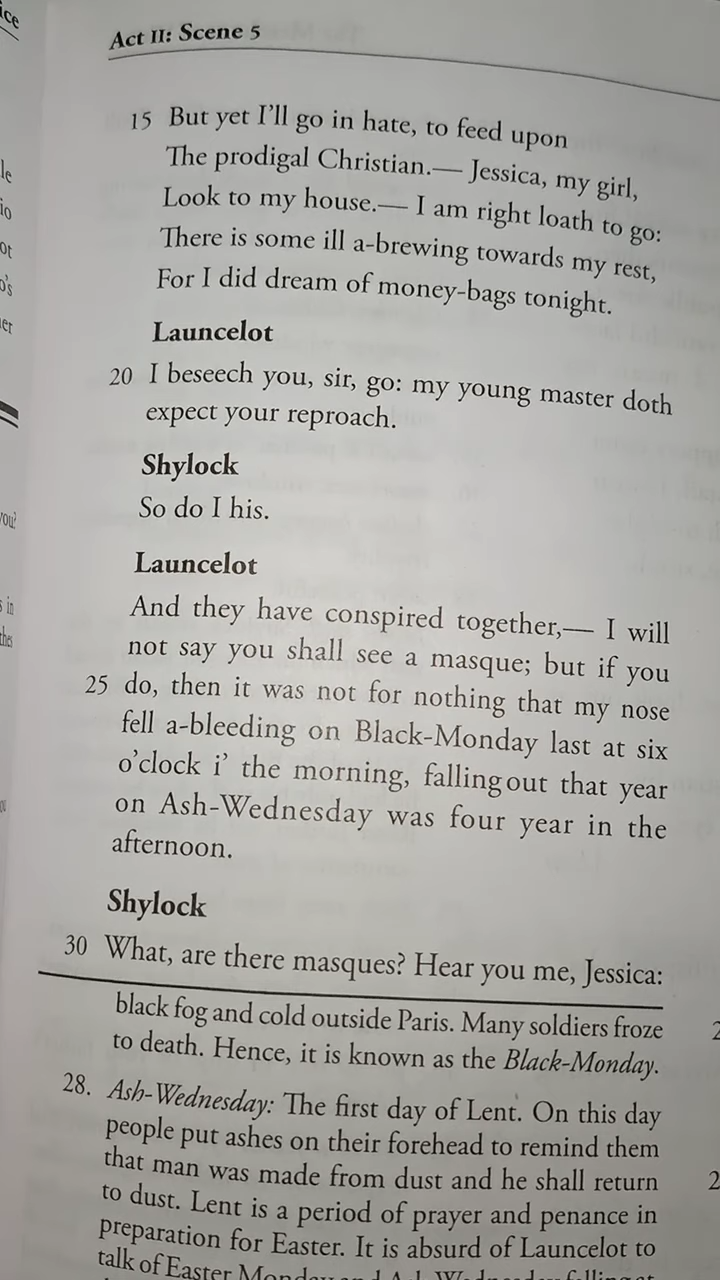 ice
Act II: Scene 5
15 But yet I'll go in hate, to feed upon
The prodigal Christian.— Jessica, my girl,
Look to my house.— I am right loath to go:
There is some ill a-brewing towards my rest,
For I did dream of money-bags tonight.
Launcelot
20 I beseech you, sir, go: my young master doth
expect your reproach.
Shylock
So do I his.
Launcelot
And they have conspired together,— I will
not say you shall see a masque; but if you
25 do, then it was not for nothing that my nose
fell a-bleeding on Black-Monday last at six
o'clock i' the morning, falling out that year
on Ash-Wednesday was four year in the
afternoon.
Shylock
30 What, are there masques? Hear you me, Jessica:
black fog and cold outside Paris. Many soldiers froze
to death. Hence, it is known as the Black-Monday.
28. Ash-Wednesday: The first day of Lent. On this day
people put ashes on their forehead to remind them
that man was made from dust and he shall return
to dust. Lent is a period of prayer and penance in
preparation for Easter. It is absurd of Launcelot to
talk of Easter Monday and Ash-Wednesday